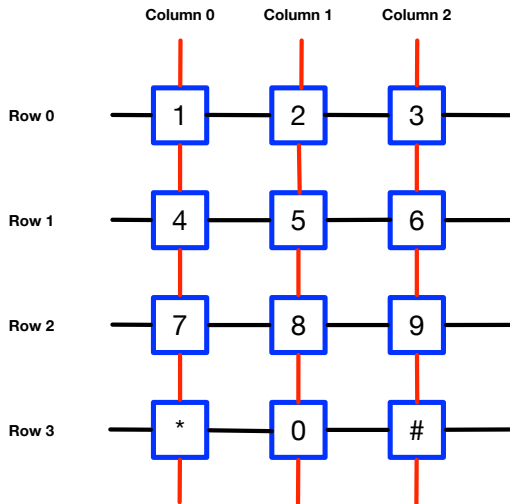 Column 0 Column 1 Column 2
Row 0 1 2 3
Row 1 4 5 6
Row 2 7 8 9
Row 3 * 0 #